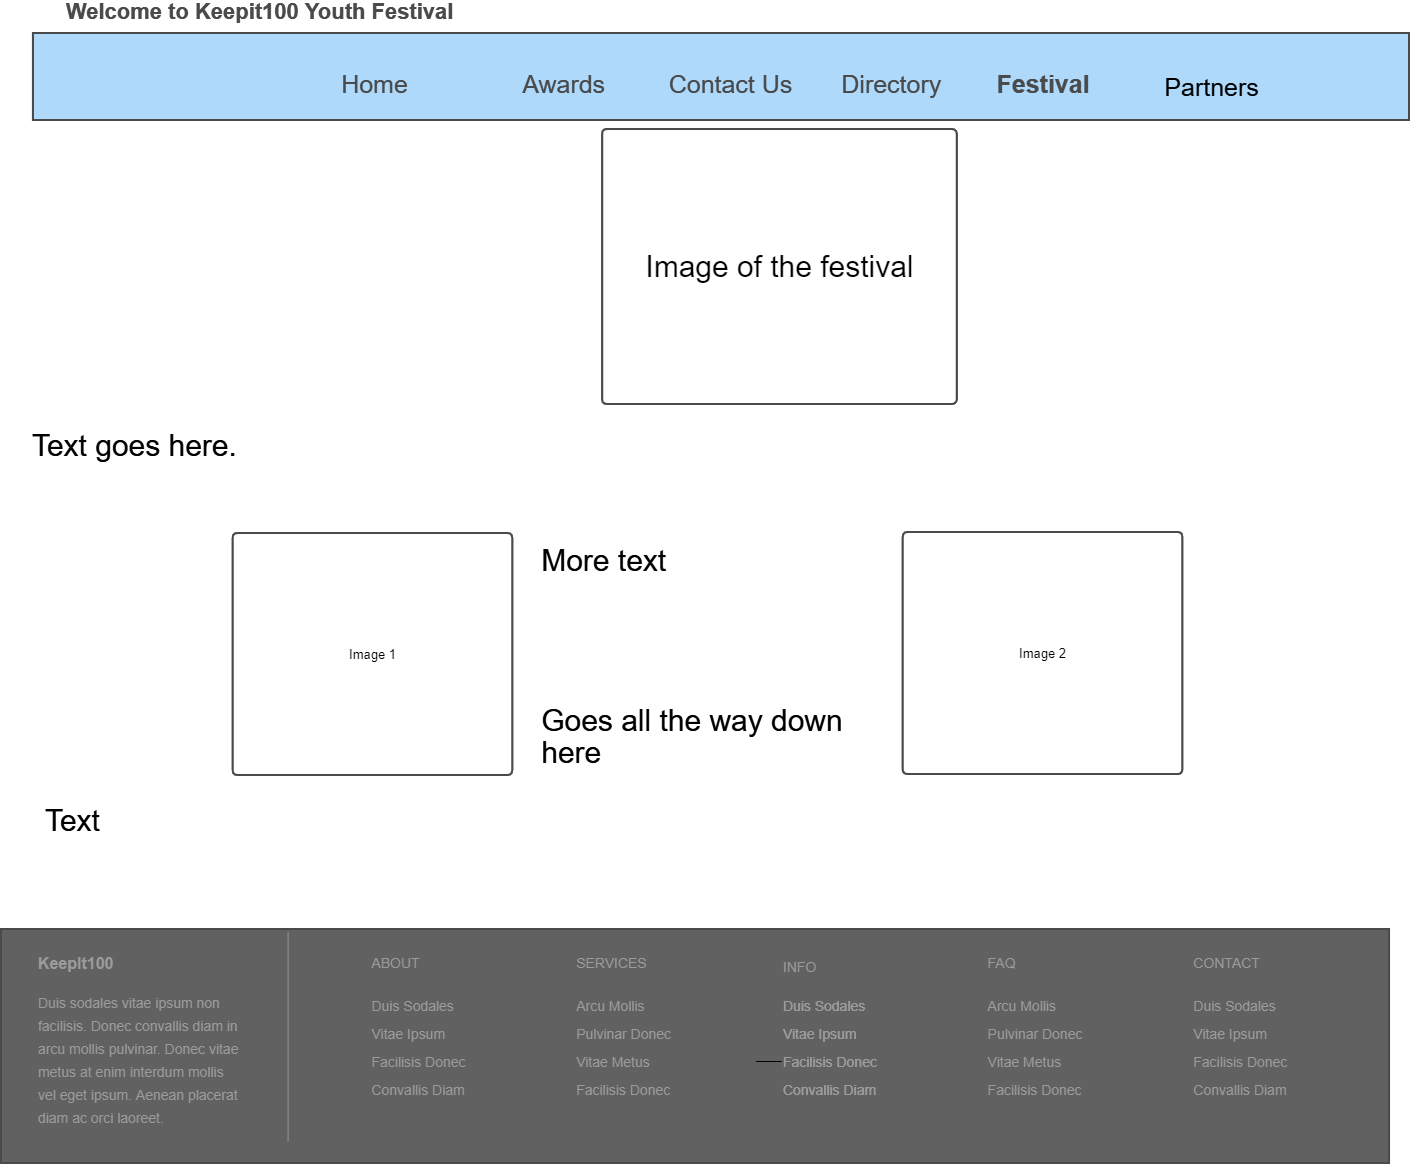 Welcome to Keepit100 Youth Festival
Home Awards Contact Us Directory Festival Partners
Image of the festival
Text goes here.
Image 1
More text
Goes all the way down
here
Image 2
Text
KeepIt100
Duis sodales vitae ipsum non
facilisis. Donec convallis diam in
arcu mollis pulvinar. Donec vitae
metus at enim interdum mollis
vel eget ipsum. Aenean placerat
diam ac orci laoreet.
ABOUT
Duis Sodales
Vitae Ipsum
Facilisis Donec
Convallis Diam
SERVICES
Arcu Mollis
Pulvinar Donec
Vitae Metus
Facilisis Donec
INFO
Duis Sodales
Vitae Ipsum
Facilisis Donec
Convallis Diam
FAQ
Arcu Mollis
Pulvinar Donec
Vitae Metus
Facilisis Donec
CONTACT
Duis Sodales
Vitae Ipsum
Facilisis Donec
Convallis Diam